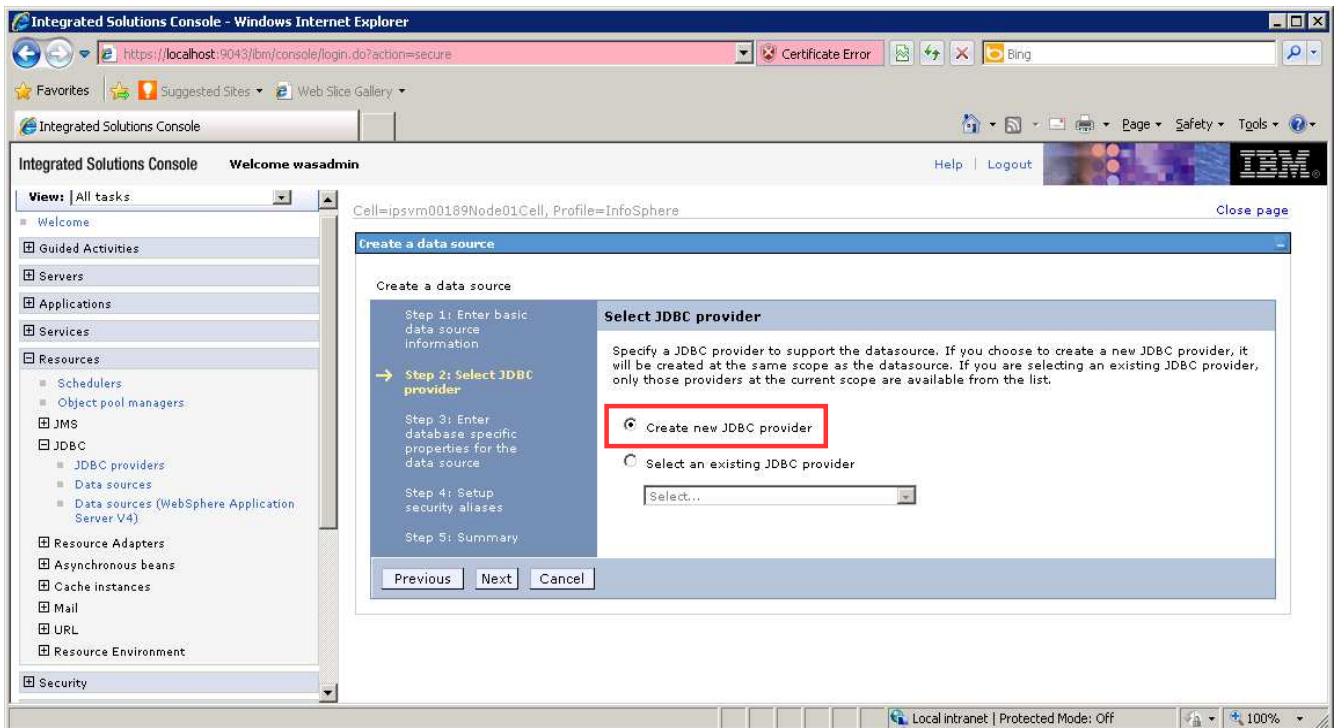 Integrated Solutions Console - Windows Internet Explorer
https://localhost:9043/ibm/console/login.do?action=secure
Certificate Error
Bing
Favorites
Suggested Sites
Web Slice Gallery
Integrated Solutions Console
Page
Safety
Tools
Integrated Solutions Console Welcome wasadmin
Help | Logout
IBM®
View: All tasks
Welcome
Guided Activities
Servers
Applications
Services
Resources
Schedulers
Object pool managers
JMS
JDBC
JDBC providers
Data sources
Data sources (WebSphere Application
Server V4)
Resource Adapters
Asynchronous beans
Cache instances
Mail
URL
Resource Environment
Security
Cell=ipsvm00189Node01Cell, Profile=InfoSphere
Close page
Create a data source
Create a data source
Step 1: Enter basic
data source
information
Step 2: Select JDBC
provider
Step 3: Enter
database specific
properties for the
data source
Step 4: Setup
security aliases
Step 5: Summary
Select JDBC provider
Specify a JDBC provider to support the datasource. If you choose to create a new JDBC provider, it
will be created at the same scope as the datasource. If you are selecting an existing JDBC provider,
only those providers at the current scope are available from the list.
Create new JDBC provider
Select an existing JDBC provider
Select...
Previous Next Cancel
Local intranet | Protected Mode: Off
100%